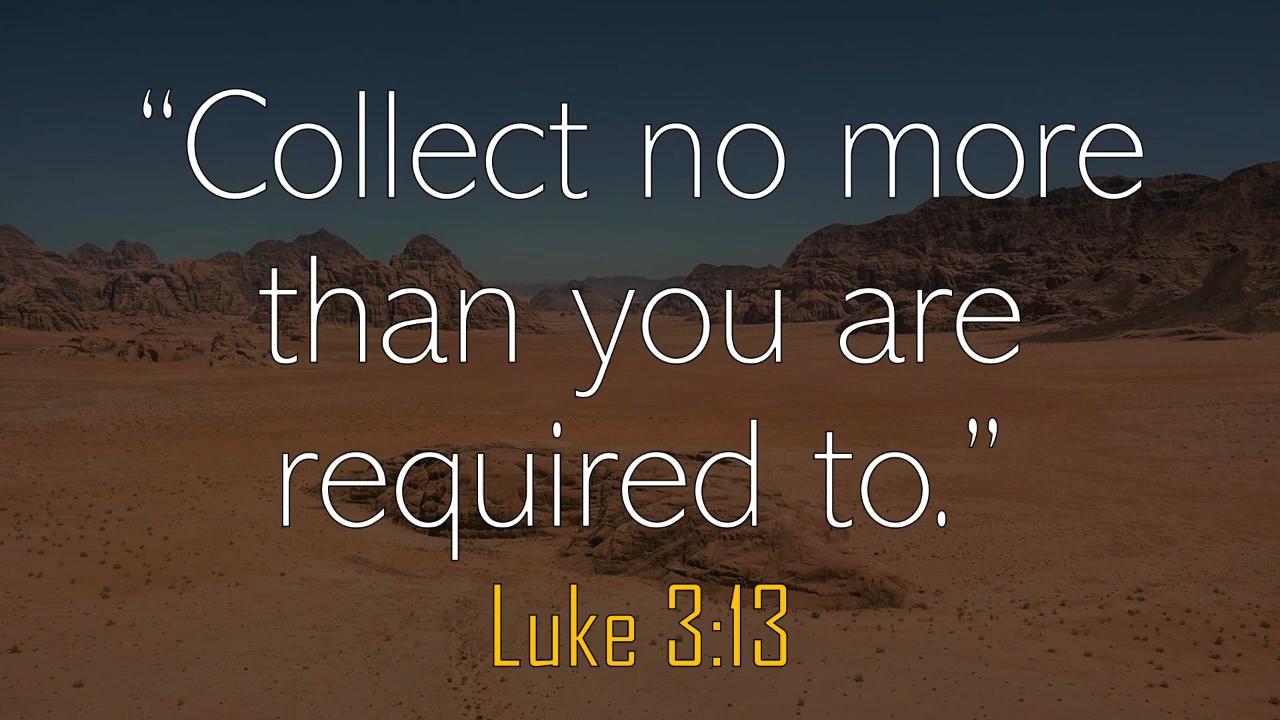 “Collect no more
than you are
required to.”
Luke 3:13